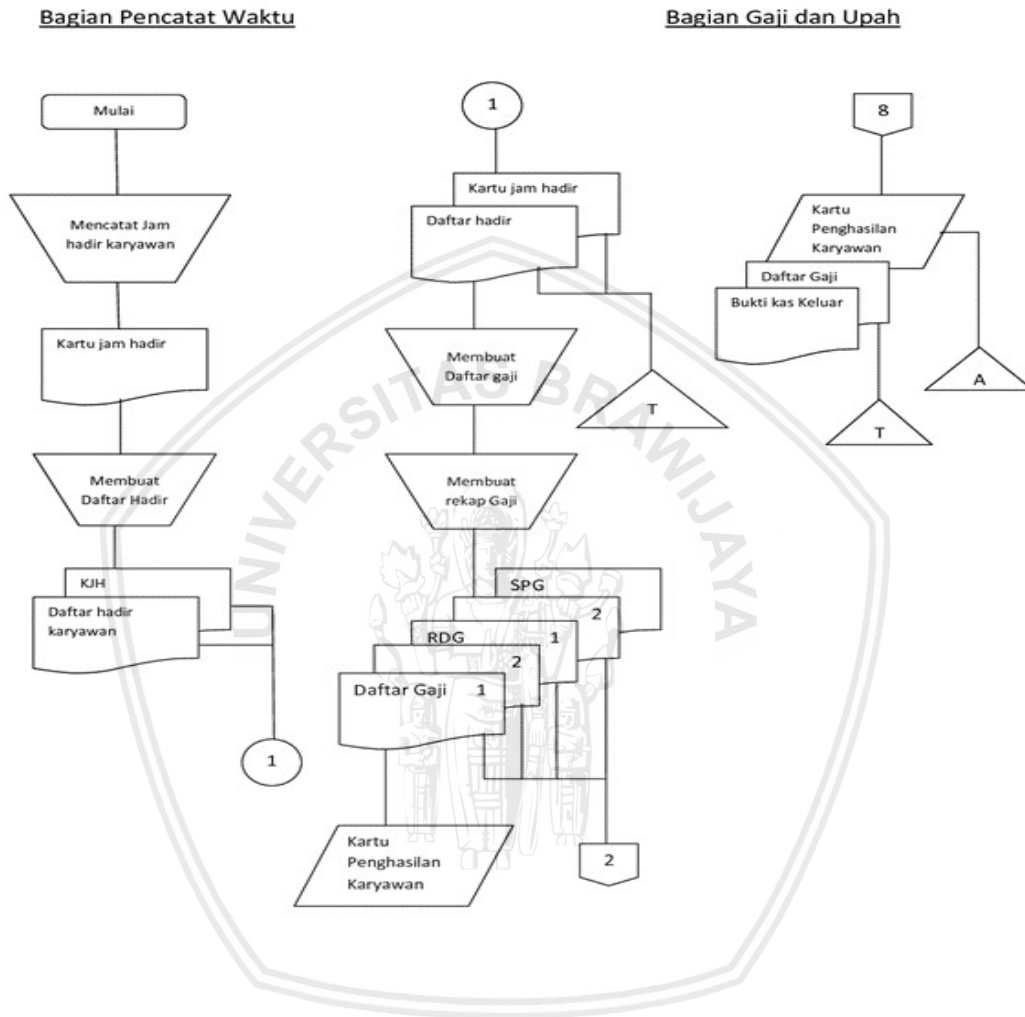 Bagian Pencatat Waktu
Mulai
Mencatat Jam
hadir karyawan
Kartu jam hadir
Membuat
Daftar Hadir
KJH
Daftar hadir
karyawan
1
Bagian Gaji dan Upah
1
Kartu jam hadir
Daftar hadir
T
Membuat
Daftar gaji
Membuat
rekap Gaji
SPG
2
RDG 1
2
Daftar Gaji 1
Kartu
Penghasilan
Karyawan
2
8
Kartu
Penghasilan
Karyawan
Daftar Gaji
Bukti kas Keluar
A
T
UNIVERSITAS BRAWIJAYA